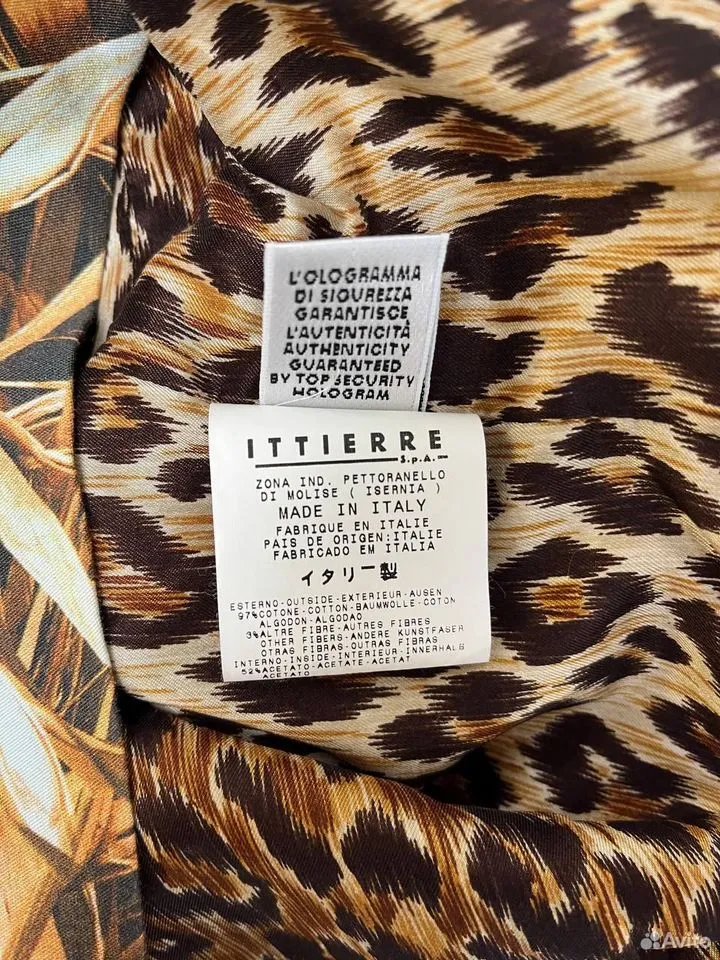 L'OLOGRAMMA
DI SICUREZZA
GARANTISCE
L'AUTENTICITÀ
AUTHENTICITY
GUARANTEED
BY TOP SECURITY
HOLOGRAM
ITTIERRE
S.p.A.
ZONA IND. PETTORANELLO
DI MOLISE ( ISERNIA )
MADE IN ITALY
FABRIQUE EN ITALIE
PAIS DE ORIGEN:ITALIE
FABRICADO EM ITALIA
イタリー製
ESTERNO-OUTSIDE-EXTERIEUR-AUSEN
97%COTONE-COTTON-BAUMWOLLE-COTON
ALGODON-ALGODAO
3%ALTRE FIBRE-AUTRES FIBRES
OTHER FIBERS-ANDERE KUNSTFASER
OTRAS FIBRAS-OUTRAS FIBRAS
INTERNO-INSIDE-INTERIEUR-INNERHALB
52%ACETATO-ACETATE-ACETAT
ACETATO
Avito